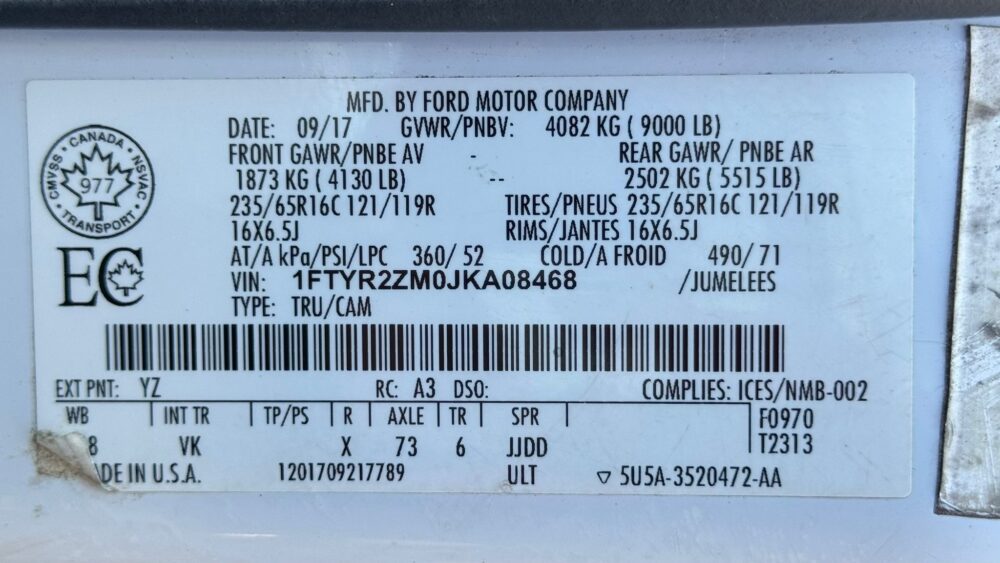 MFD. BY FORD MOTOR COMPANY
DATE: 09/17 GVWR/PNBV: 4082 KG ( 9000 LB)
FRONT GAWR/PNBE AV - REAR GAWR/ PNBE AR
1873 KG ( 4130 LB) -- 2502 KG ( 5515 LB)
235/65R16C 121/119R TIRES/PNEUS 235/65R16C 121/119R
16X6.5J RIMS/JANTES 16X6.5J
AT/A kPa/PSI/LPC 360/ 52 COLD/A FROID 490/ 71
VIN: 1FTYR2ZM0JKA08468 /JUMELEES
TYPE: TRU/CAM
CANADA
CMVSS NSVAC
977
TRANSPORT
EC
EXT PNT: YZ RC: A3 DSO: COMPLIES: ICES/NMB-002
WB | INT TR | TP/PS | R | AXLE | TR | SPR F0970
8 VK X 73 6 JJDD T2313
DE IN U.S.A. 1201709217789 ULT ▽ 5U5A-3520472-AA